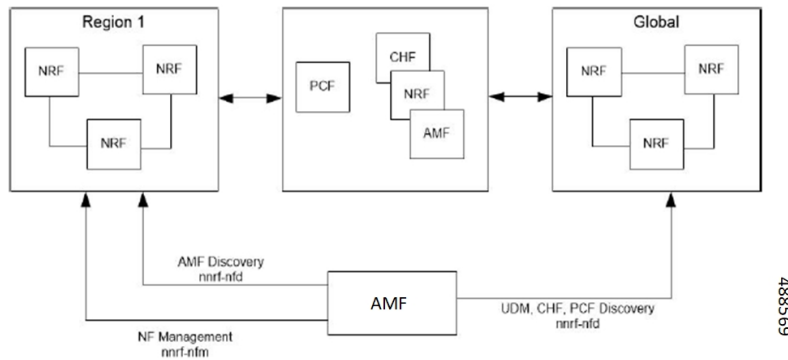 Region 1
NRF
NRF
NRF
PCF
CHF
NRF
AMF
Global
NRF
NRF
NRF
AMF Discovery
nnrf-nfd
AMF
UDM, CHF, PCF Discovery
nnrf-nfd
NF Management
nnrf-nfm
488569